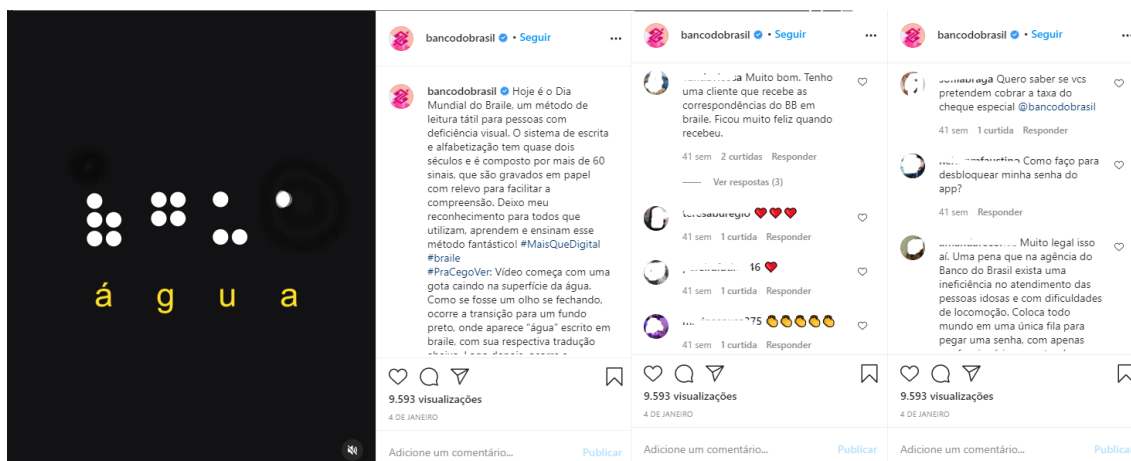 á g u a
bancodobrasil • Seguir
bancodobrasil Hoje é o Dia
Mundial do Braile, um método de
leitura tátil para pessoas com
deficiência visual. O sistema de escrita
e alfabetização tem quase dois
séculos e é composto por mais de 60
sinais, que são gravados em papel
com relevo para facilitar a
compreensão. Deixo meu
reconhecimento para todos que
utilizam, aprendem e ensinam esse
método fantástico! #MaisQueDigital
#braile
#PraCegoVer: Vídeo começa com uma
gota caindo na superfície da água.
Como se fosse um olho se fechando,
ocorre a transição para um fundo
preto, onde aparece "água" escrito em
braile, com sua respectiva tradução
9.593 visualizações
4 DE JANEIRO
Adicione um comentário... Publicar
bancodobrasil • Seguir
Muito bom. Tenho
uma cliente que recebe as
correspondências do BB em
braile. Ficou muito feliz quando
recebeu.
41 sem 2 curtidas Responder
Ver respostas (3)
41 sem 1 curtida Responder
46
41 sem 1 curtida Responder
41 sem 1 curtida Responder
9.593 visualizações
4 DE JANEIRO
Adicione um comentário... Publicar
bancodobrasil • Seguir
Quero saber se vcs
pretendem cobrar a taxa do
cheque especial @bancodobrasil
41 sem 1 curtida Responder
Como faço para
desbloquear minha senha do
app?
41 sem Responder
Muito legal isso
aí. Uma pena que na agência do
Banco do Brasil exista uma
ineficiência no atendimento das
pessoas idosas e com dificuldades
de locomoção. Coloca todo
mundo em uma única fila para
pegar uma senha, com apenas
9.593 visualizações
4 DE JANEIRO
Adicione um comentário... Publicar